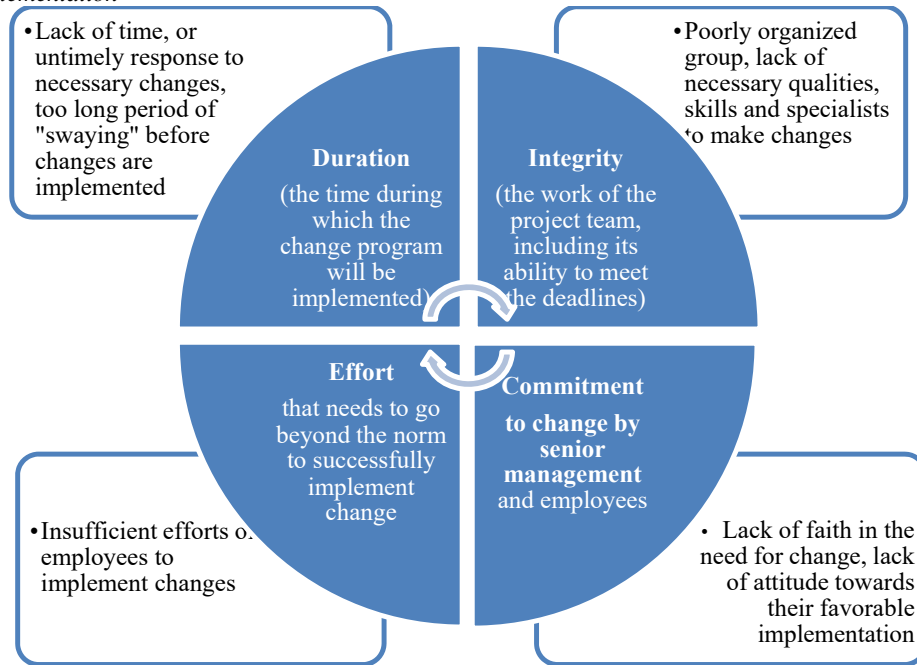 •Lack of time, or
untimely response to
necessary changes,
too long period of
"swaying" before
changes are
implemented
•Poorly organized
group, lack of
necessary qualities,
skills and specialists
to make changes
Duration
(the time during
which the
change program
will be
implemented)
Integrity
(the work of the
project team,
including its
ability to meet
the deadlines)
Effort
that needs to go
beyond the norm
to successfully
implement
change
Commitment
to change by
senior
management
and employees
•Insufficient efforts
employees to
implement changes
• Lack of faith in the
need for change, lack
of attitude towards
their favorable
implementation